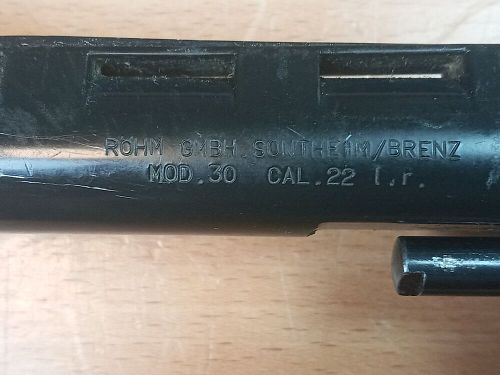 RÖHM GMBH.SONTHEIM/BRENZ
MOD.30 CAL.22 l.r.